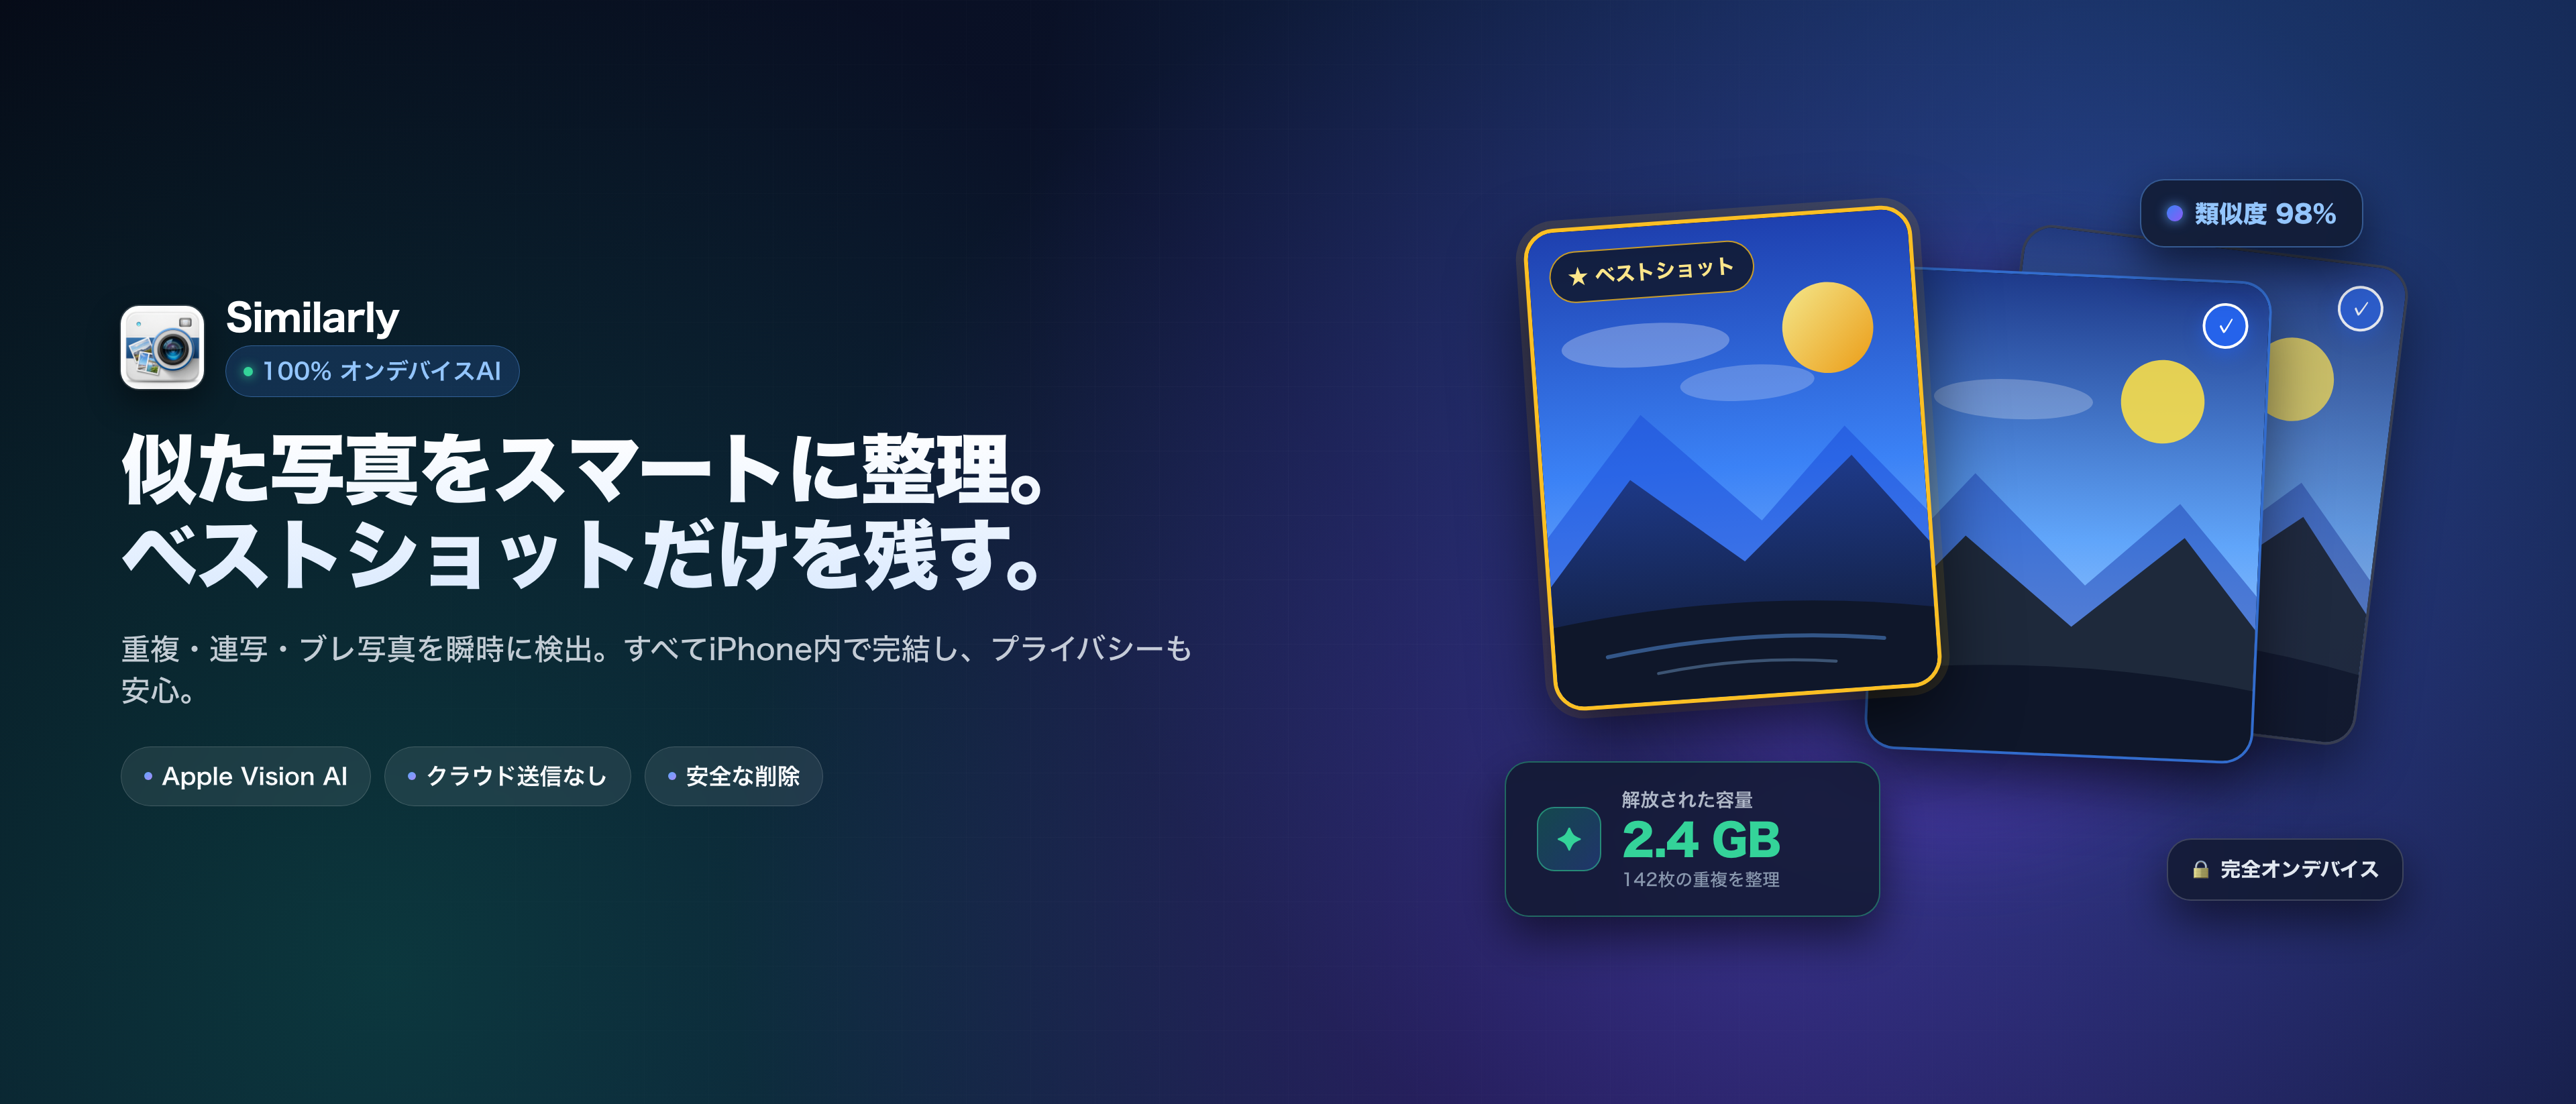 Similarly
100% オンデバイスAI
似た写真をスマートに整理。
ベストショットだけを残す。
重複・連写・ブレ写真を瞬時に検出。すべてiPhone内で完結し、プライバシーも
安心。
Apple Vision AI
クラウド送信なし
安全な削除
★ ベストショット
類似度 98%
解放された容量
2.4 GB
142枚の重複を整理
完全オンデバイス